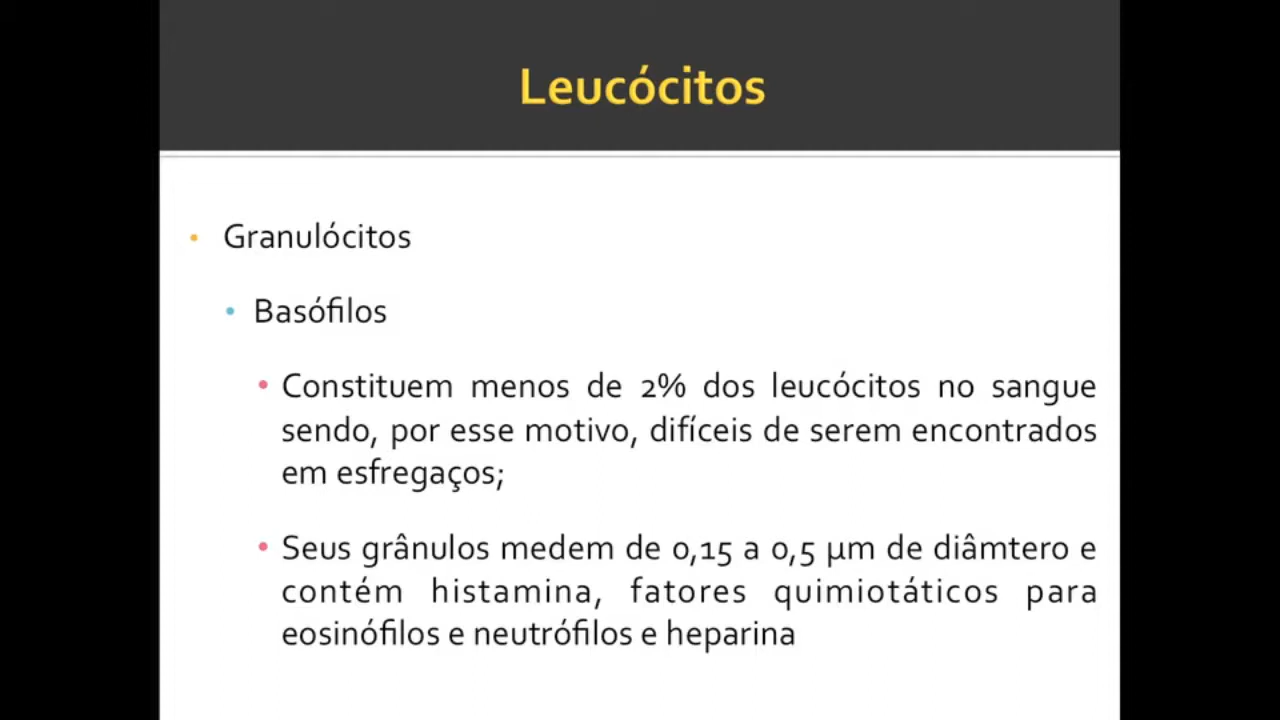 Leucócitos
• Granulócitos
• Basófilos
• Constituem menos de 2% dos leucócitos no sangue
sendo, por esse motivo, difíceis de serem encontrados
em esfregaços;
• Seus grânulos medem de 0,15 a 0,5 µm de diâmtero e
contém histamina, fatores quimiotáticos para
eosinófilos e neutrófilos e heparina